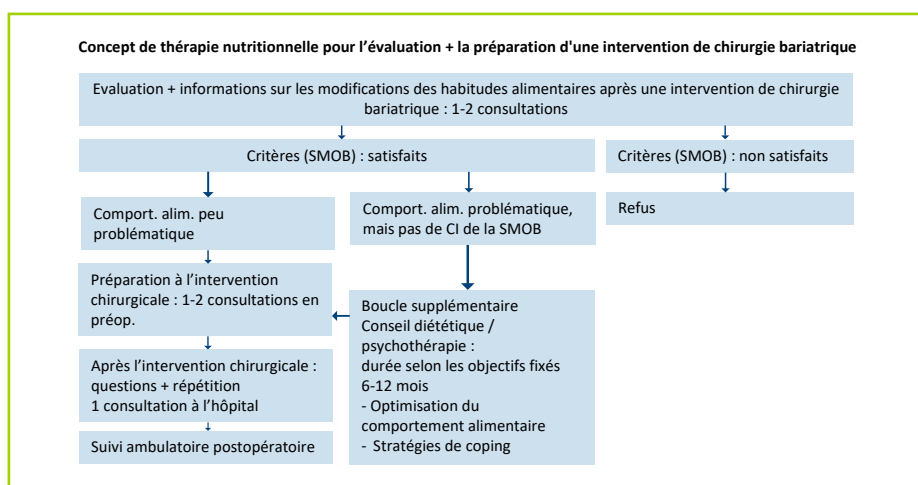 Concept de thérapie nutritionnelle pour l'évaluation + la préparation d'une intervention de chirurgie bariatrique
Evaluation + informations sur les modifications des habitudes alimentaires après une intervention de chirurgie
bariatrique : 1-2 consultations
Critères (SMOB) : satisfaits
Critères (SMOB) : non satisfaits
Comport. alim. peu
problématique
Comport. alim. problématique,
mais pas de CI de la SMOB
Refus
Préparation à l'intervention
chirurgicale : 1-2 consultations en
préop.
Boucle supplémentaire
Conseil diététique /
psychothérapie :
durée selon les objectifs fixés
6-12 mois
- Optimisation du
comportement alimentaire
- Stratégies de coping
Après l'intervention chirurgicale :
questions + répétition
1 consultation à l'hôpital
Suivi ambulatoire postopératoire